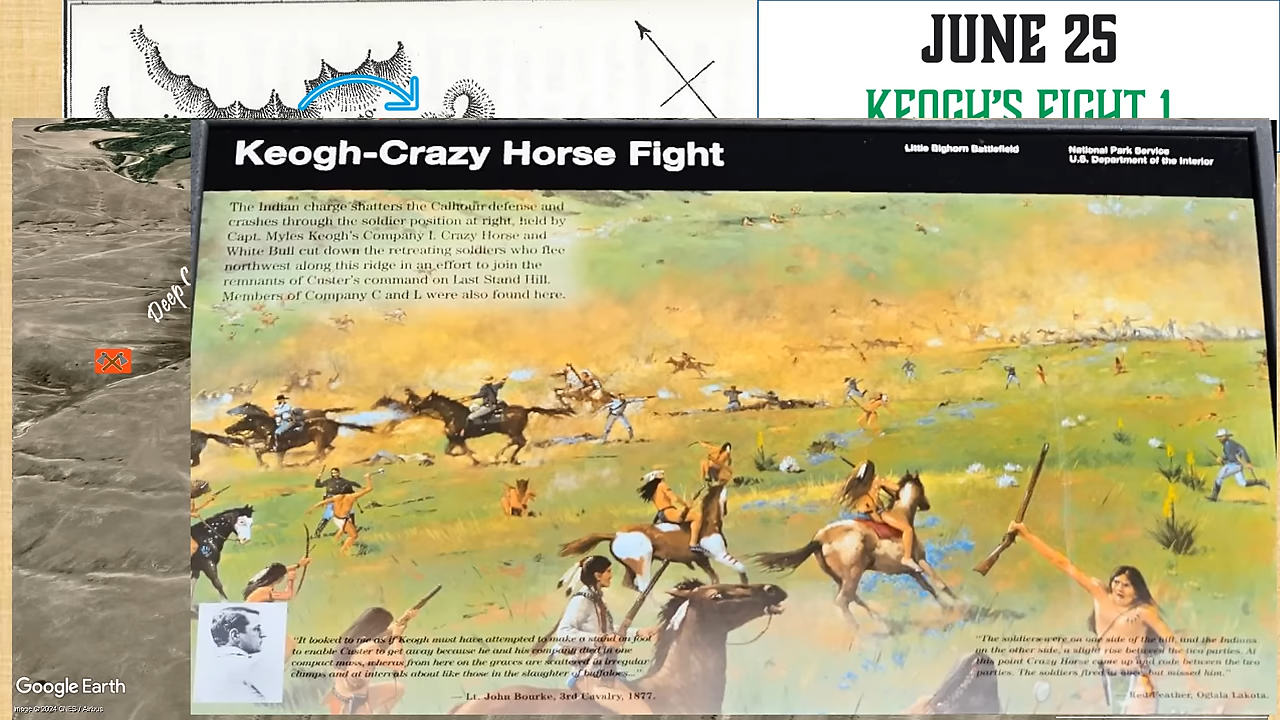 JUNE 25
KEOGH'S FIGHT 1
Keogh-Crazy Horse Fight
Little Bighorn Battlefield
National Park Service
U.S. Department of the Interior
The Indian charge shatters the Calhoun defense and
crashes through the soldier position at right, held by
Capt. Myles Keogh's Company I. Crazy Horse and
White Bull cut down the retreating soldiers who flee
northwest along this ridge in an effort to join the
remnants of Custer's command on Last Stand Hill.
Members of Company C and L were also found here.
Deep
"It looked to me as if Keogh must have attempted to make a stand on foot
to enable Custer to get away because he and his company died in one
compact mass, wheras from here on the graves are scattered in irregular
clumps and at intervals about like those in the slaughter of buffaloes..."
— Lt. John Bourke, 3rd Cavalry, 1877.
"The soldiers were on one side of the hill, and the Indians
on the other side, a slight rise between the two parties. At
this point Crazy Horse came up and rode between the two
parties. The soldiers fired at once, but missed him."
— Red Feather, Oglala Lakota.
Google Earth
Image © 2024 CNES / Airbus